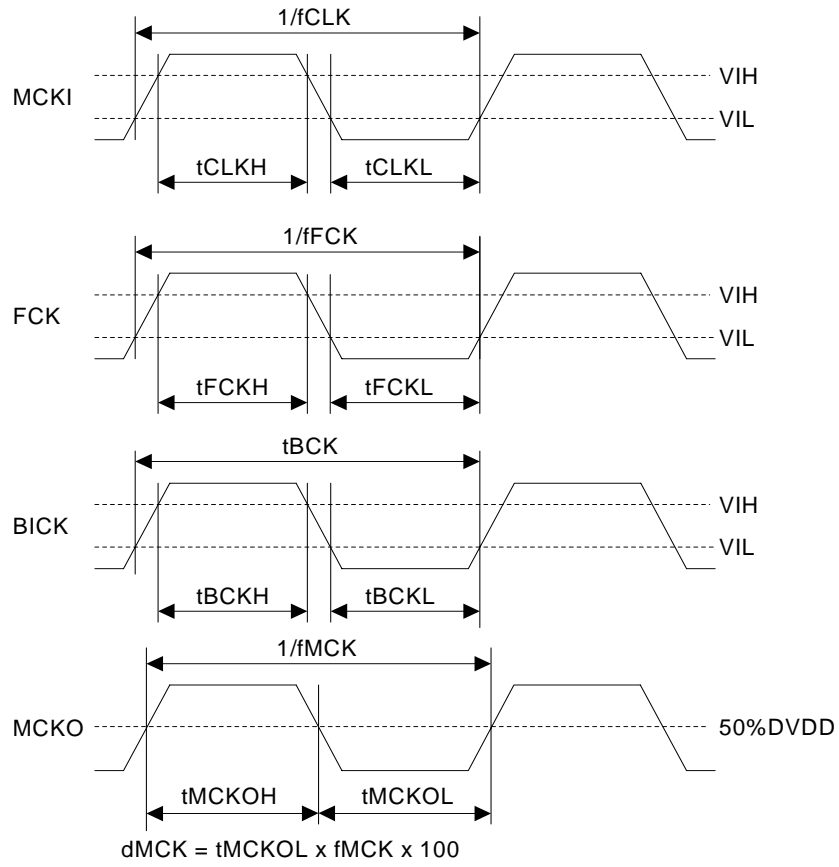 1/fCLK
MCKI
VIH
VIL
tCLKH
tCLKL
1/fFCK
FCK
VIH
VIL
tFCKH
tFCKL
tBCK
BICK
VIH
VIL
tBCKH
tBCKL
1/fMCK
MCKO
50%DVDD
tMCKOH
tMCKOL
dMCK = tMCKOL x fMCK x 100